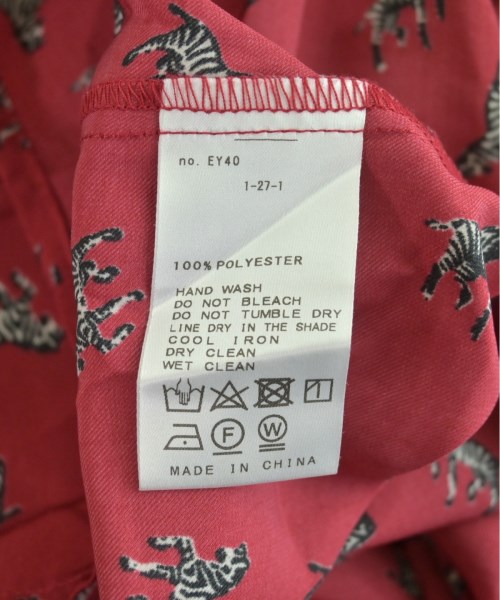 no. EY40
1-27-1
100% POLYESTER
HAND WASH
DO NOT BLEACH
DO NOT TUMBLE DRY
LINE DRY IN THE SHADE
COOL IRON
DRY CLEAN
WET CLEAN
F W
MADE IN CHINA